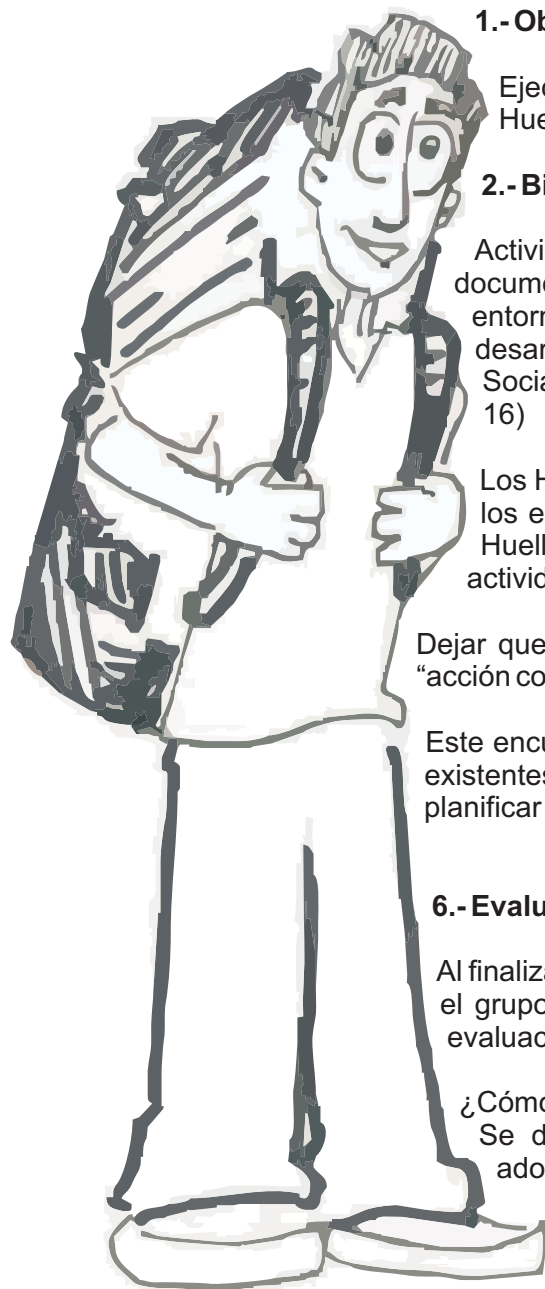 1.- Ob
Ejec
Hue
2.- Bi
Activi
docume
entorn
desar
Socia
16)
Los H
los e
Huell
activid
Dejar que
“acción co
Este encu
existentes
planificar
6.- Evalu
Al finaliza
el grupo
evaluac
¿Cómo
Se d
ado